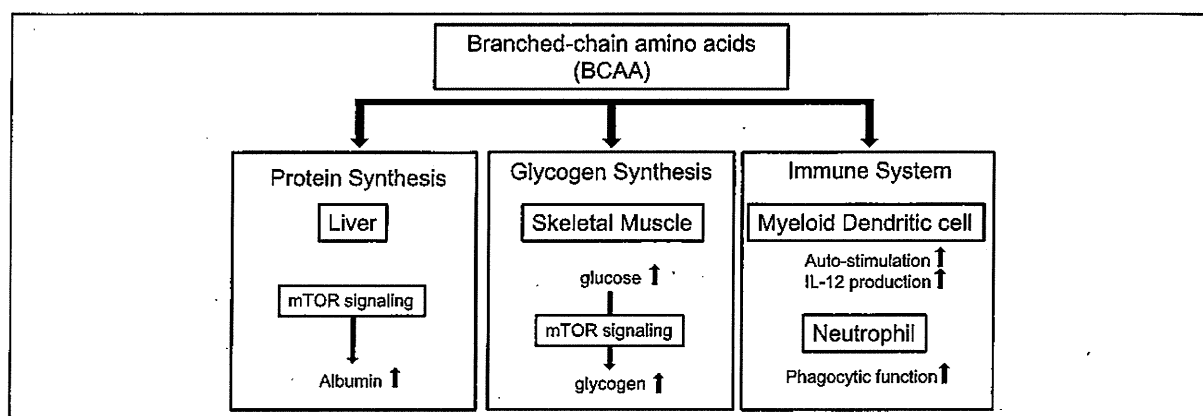 Branched-chain amino acids
(BCAA)
Protein Synthesis
Liver
mTOR signaling
Albumin
Glycogen Synthesis
Skeletal Muscle
glucose
mTOR signaling
glycogen
Immune System
Myeloid Dendritic cell
Auto-stimulation
IL-12 production
Neutrophil
Phagocytic function